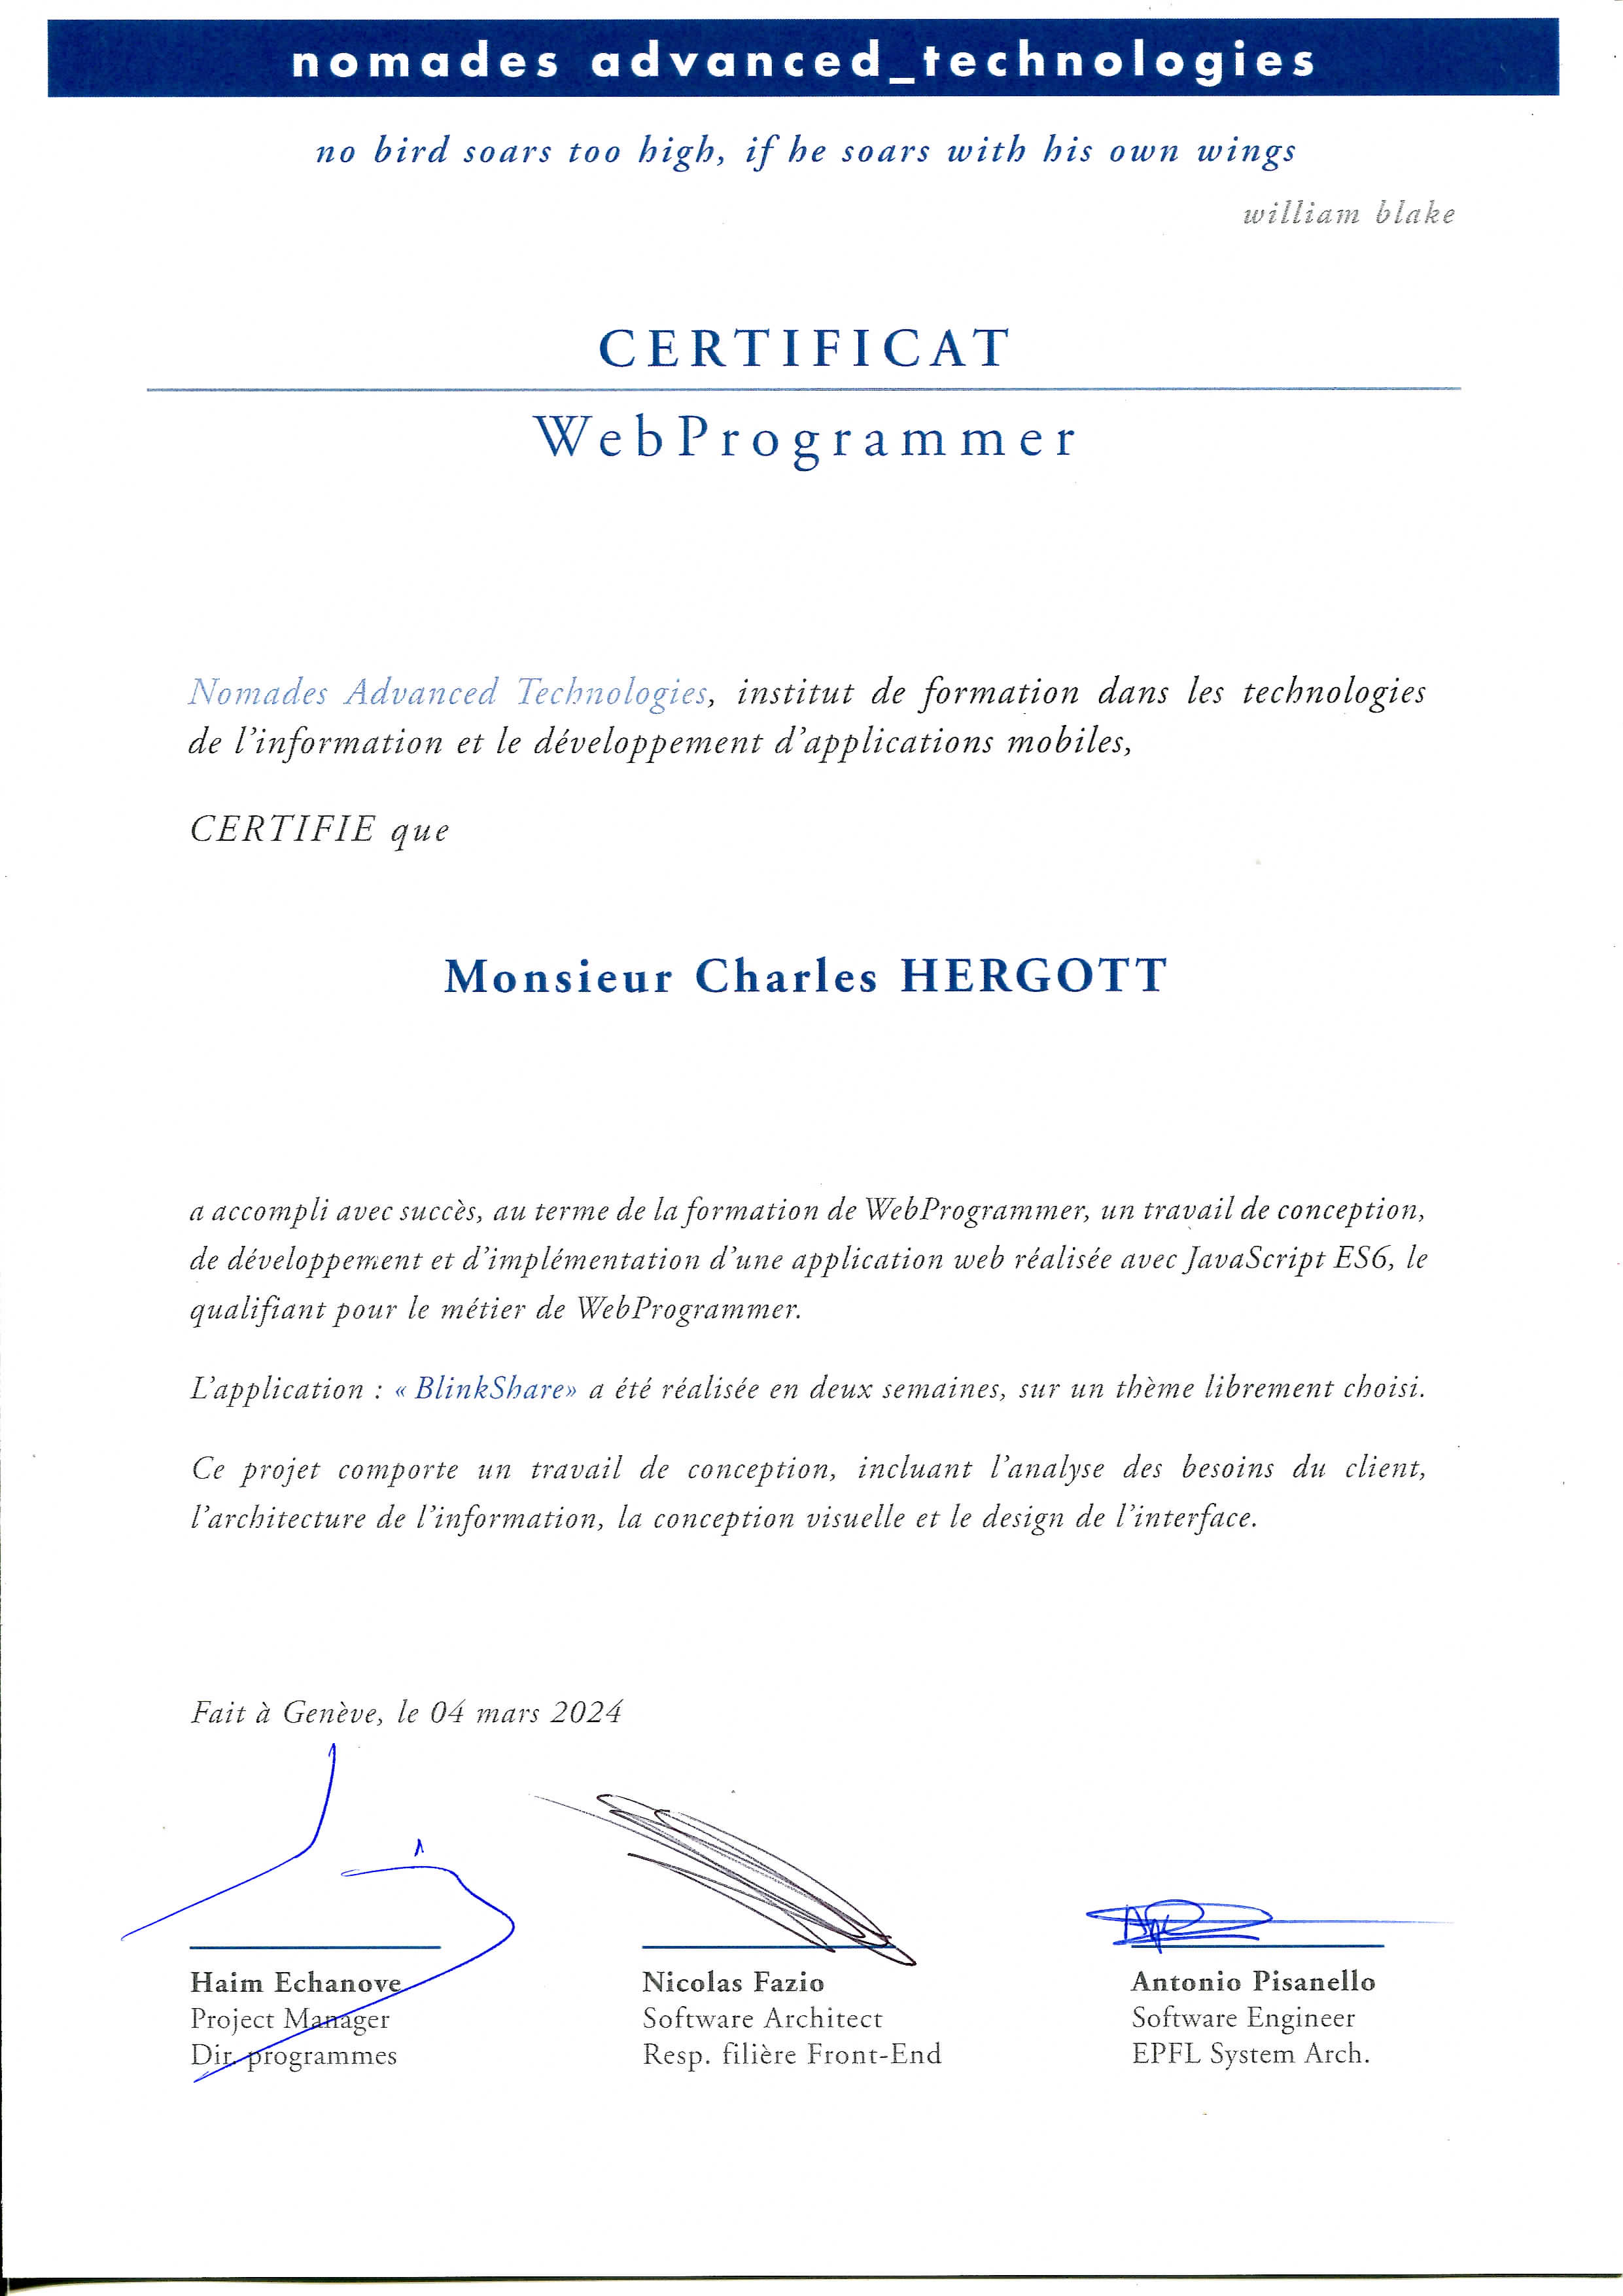 nomades advanced_technologies
no bird soars too high, if he soars with his own wings
william blake
CERTIFICAT
WebProgrammer
Nomades Advanced Technologies, institut de formation dans les technologies
de l'information et le développement d'applications mobiles,
CERTIFIE que
Monsieur Charles HERGOTT
a accompli avec succès, au terme de la formation de WebProgrammer, un travail de conception,
de développement et d'implémentation d'une application web réalisée avec JavaScript ES6, le
qualifiant pour le métier de WebProgrammer.
L'application : « BlinkShare» a été réalisée en deux semaines, sur un thème librement choisi.
Ce projet comporte un travail de conception, incluant l'analyse des besoins du client,
l'architecture de l'information, la conception visuelle et le design de l'interface.
Fait à Genève, le 04 mars 2024
Haim Echanove
Project Manager
Dir. programmes
Nicolas Fazio
Software Architect
Resp. filière Front-End
Antonio Pisanello
Software Engineer
EPFL System Arch.